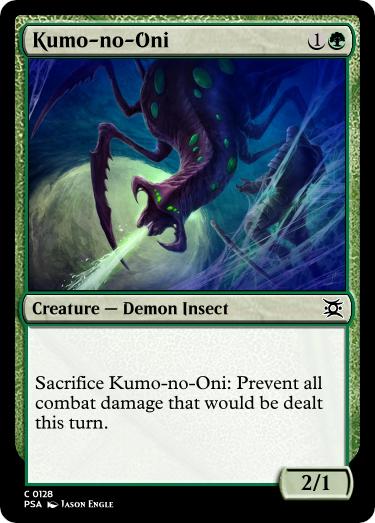 Kumo-no-Oni 1
Creature — Demon Insect
Sacrifice Kumo-no-Oni: Prevent all
combat damage that would be dealt
this turn.
2/1
C 0128
PSA Jason Engle